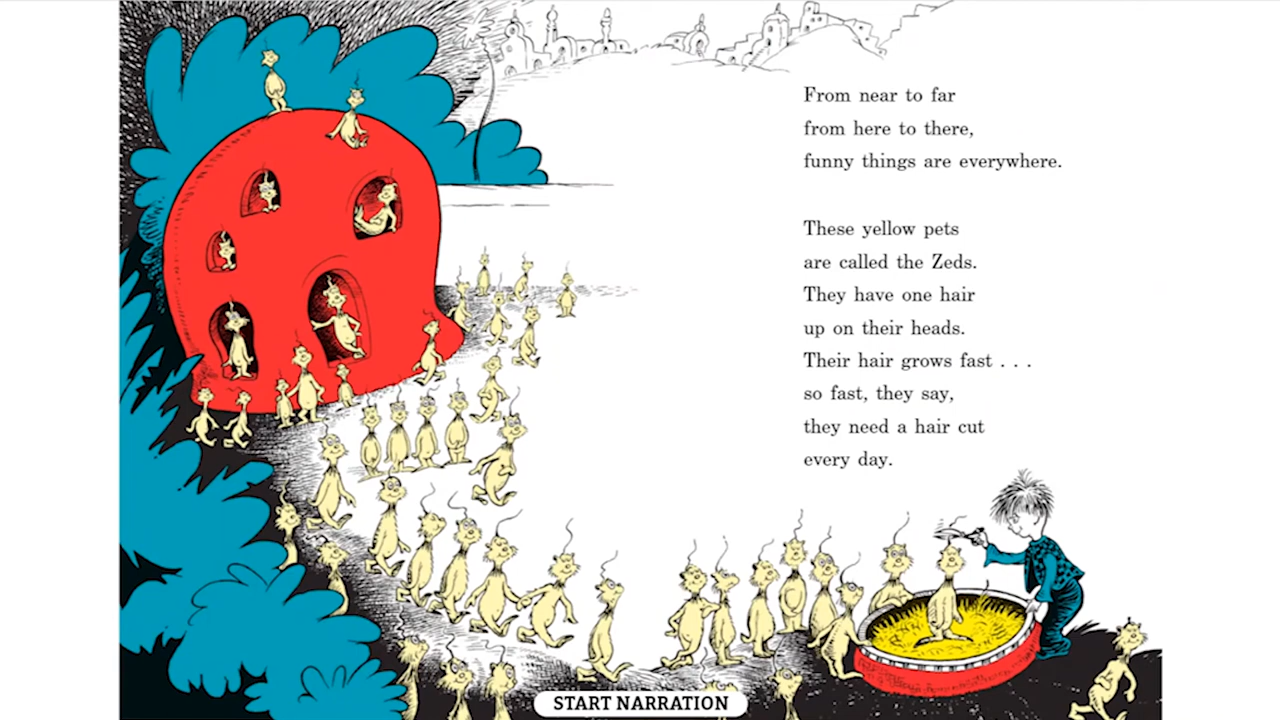 From near to far
from here to there,
funny things are everywhere.
These yellow pets
are called the Zeds.
They have one hair
up on their heads.
Their hair grows fast . . .
so fast, they say,
they need a hair cut
every day.
START NARRATION